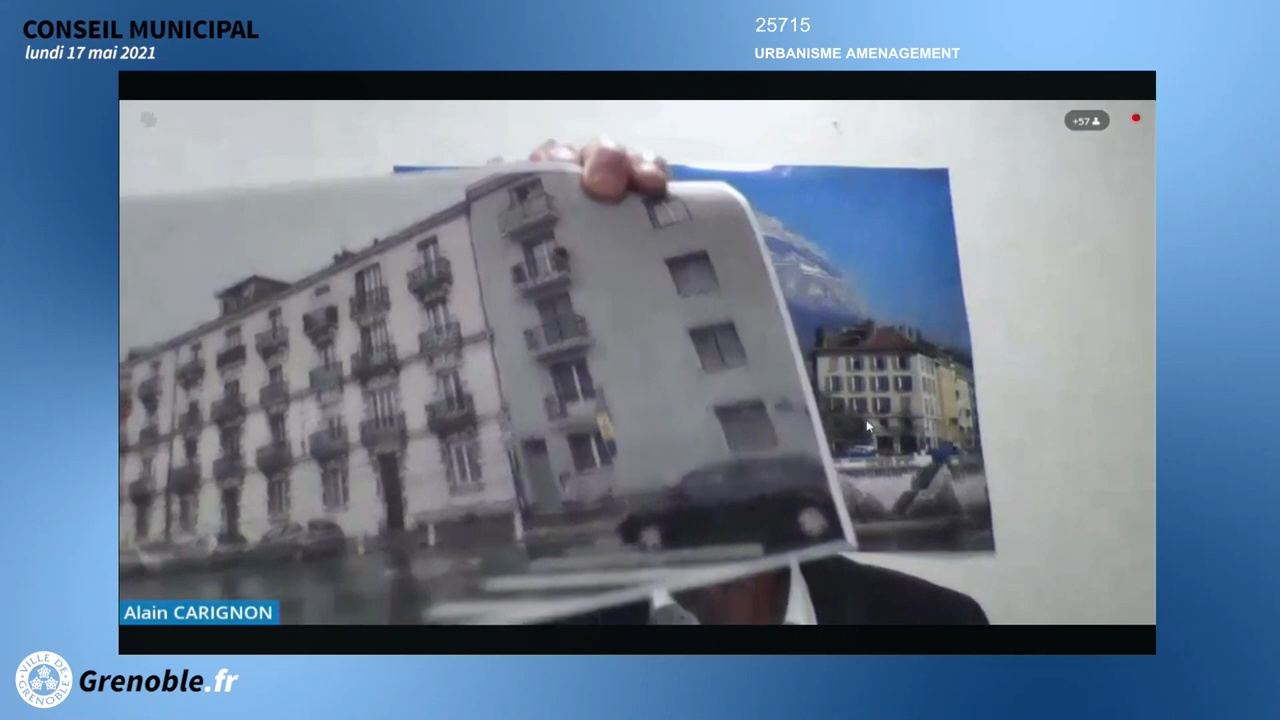 CONSEIL MUNICIPAL
lundi 17 mai 2021
25715
URBANISME AMENAGEMENT
+57
Alain CARIGNON
VILLE DE GRENOBLE
Grenoble.fr